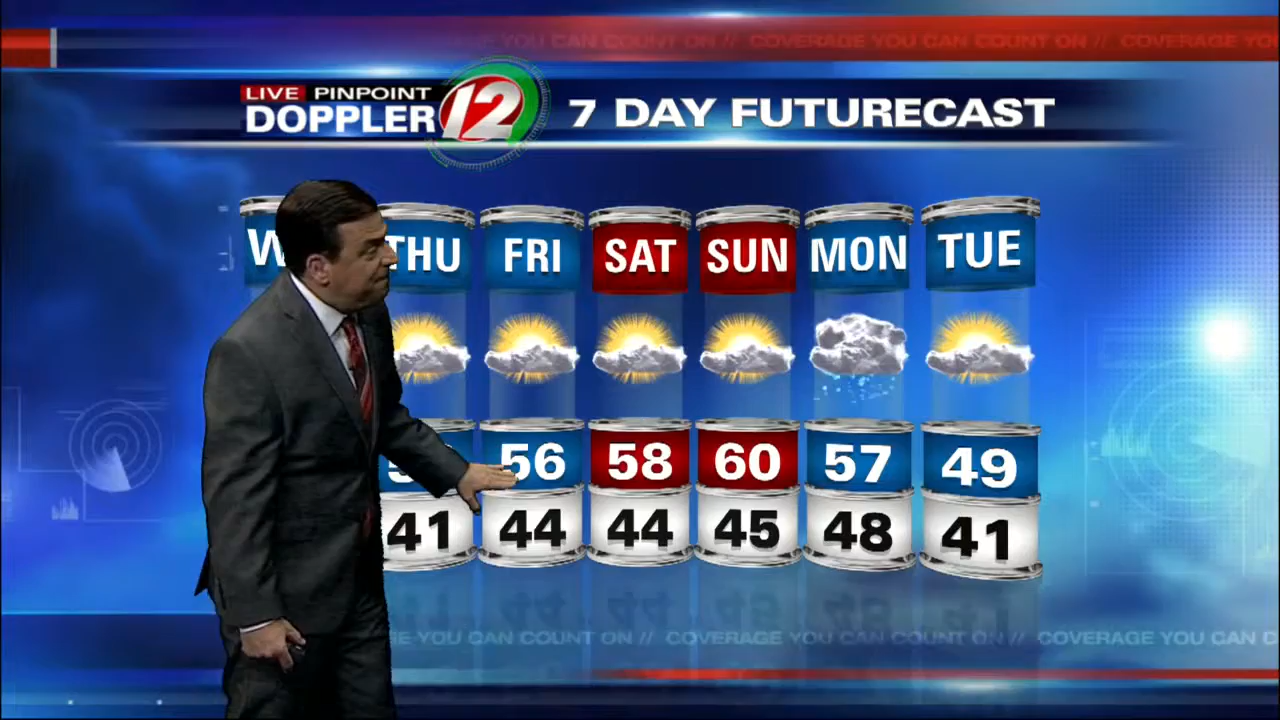 YOU CAN COUNT ON // COVERAGE YOU CAN COUNT ON // COVERAGE YO
LIVE PINPOINT
DOPPLER 12
7 DAY FUTURECAST
THU FRI SAT SUN MON TUE
56 58 60 57 49
41 44 44 45 48 41
YOU CAN COUNT ON // COVERAGE YOU CAN COUNT ON // COVERAGE YOU CAN C